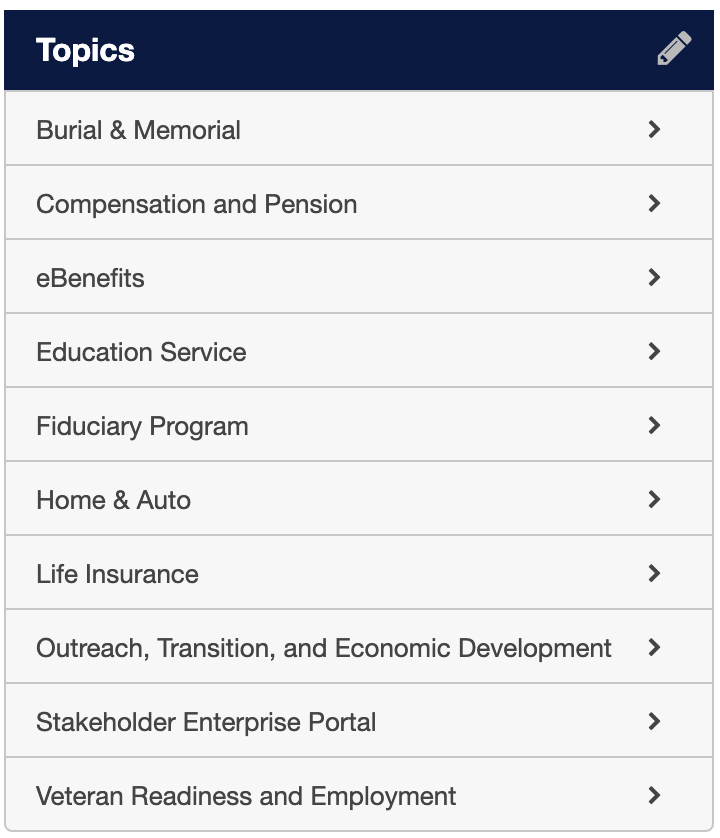 Topics
Burial & Memorial
Compensation and Pension
eBenefits
Education Service
Fiduciary Program
Home & Auto
Life Insurance
Outreach, Transition, and Economic Development
Stakeholder Enterprise Portal
Veteran Readiness and Employment